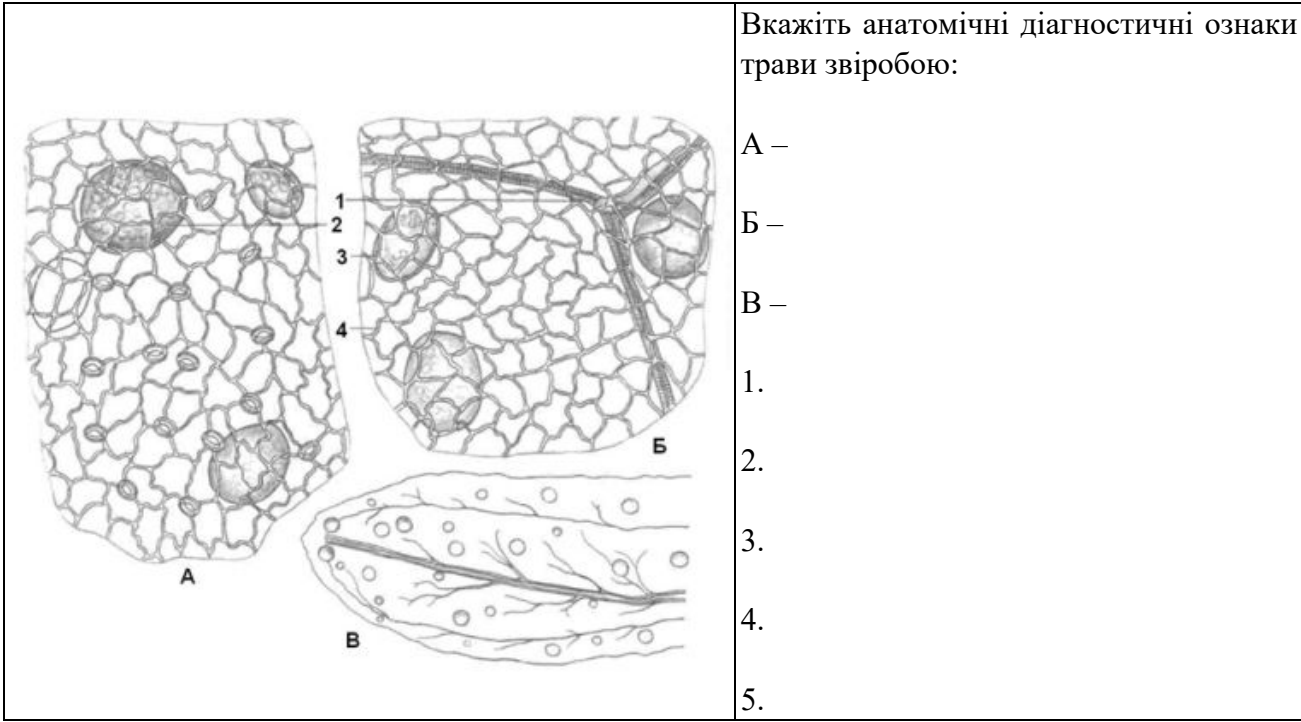 Вкажіть анатомічні діагностичні ознаки
трави звіробою:
А –
Б –
В –
1.
2.
3.
4.
5.
1
2
3
4
А
Б
В